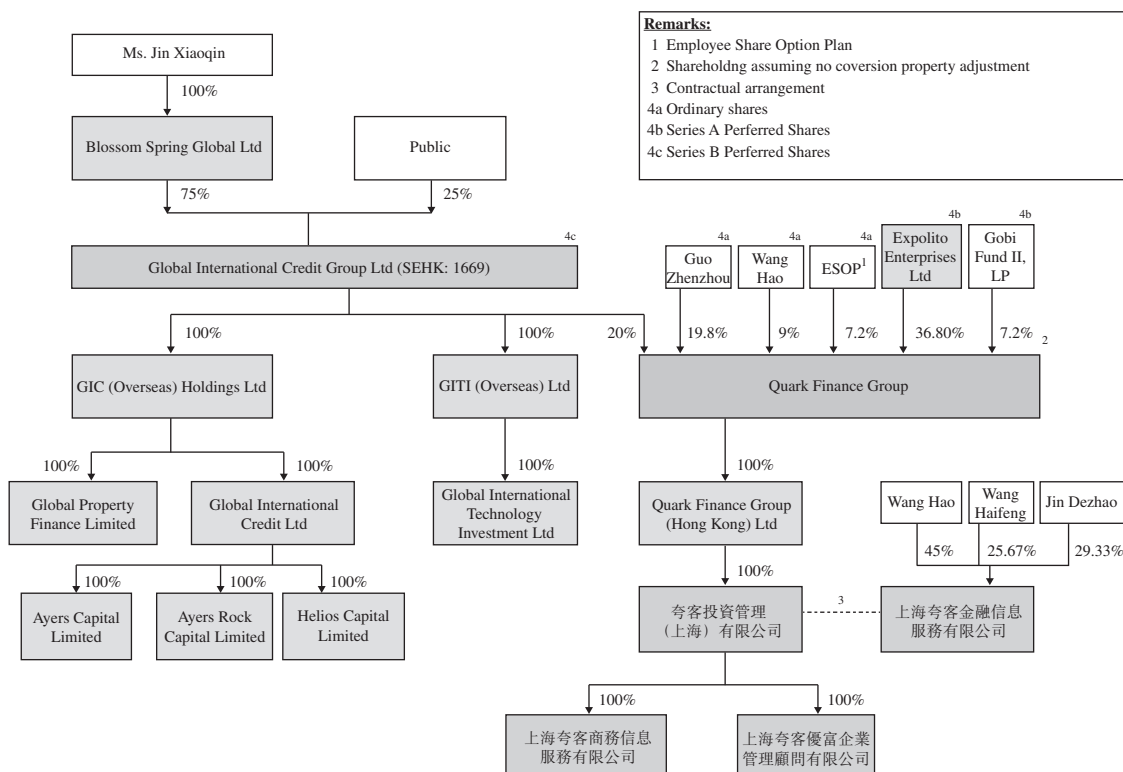 Remarks:
1 Employee Share Option Plan
2 Shareholdng assuming no coversion property adjustment
3 Contractual arrangement
4a Ordinary shares
4b Series A Perferred Shares
4c Series B Perferred Shares
Ms. Jin Xiaoqin
100%
Blossom Spring Global Ltd
Public
75%
25%
4c
Global International Credit Group Ltd (SEHK: 1669)
4a
Guo
Zhenzhou
4a
Wang
Hao
4a
ESOP1
4b
Expolito
Enterprises
Ltd
4b
Gobi
Fund II,
LP
100%
100%
20%
19.8%
9%
7.2%
36.80%
7.2%
2
GIC (Overseas) Holdings Ltd
GITI (Overseas) Ltd
Quark Finance Group
100%
100%
100%
100%
Global Property
Finance Limited
Global International
Credit Ltd
Global International
Technology
Investment Ltd
Quark Finance Group
(Hong Kong) Ltd
Wang Hao
Wang
Haifeng
Jin Dezhao
100%
100%
100%
100%
45%
25.67%
29.33%
Ayers Capital
Limited
Ayers Rock
Capital Limited
Helios Capital
Limited
夸客投資管理
（上海）有限公司
3
上海夸客金融信息
服務有限公司
100%
100%
上海夸客商務信息
服務有限公司
上海夸客優富企業
管理顧問有限公司